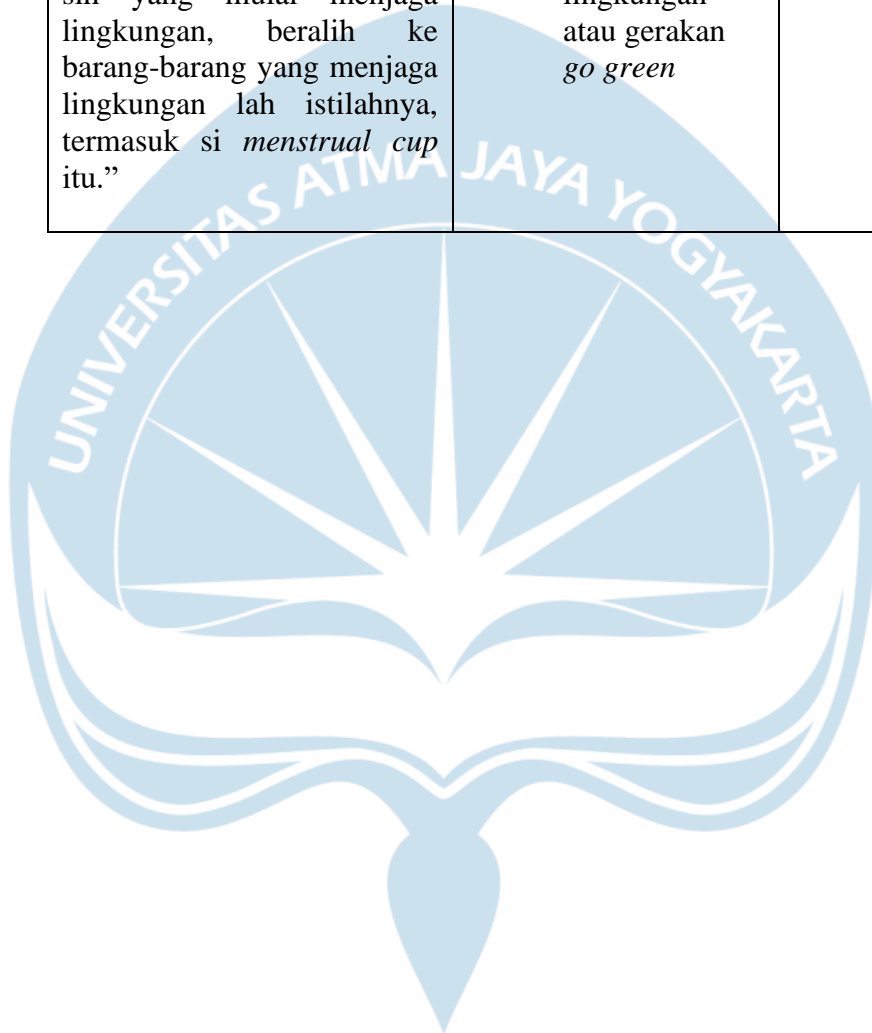 sih yang mulai menjaga
lingkungan, beralih ke
barang-barang yang menjaga
lingkungan lah istilahnya,
termasuk si menstrual cup
itu.”
lingkungan
atau gerakan
go green
UNIVERSITAS ATMA JAYA YOGYAKARTA